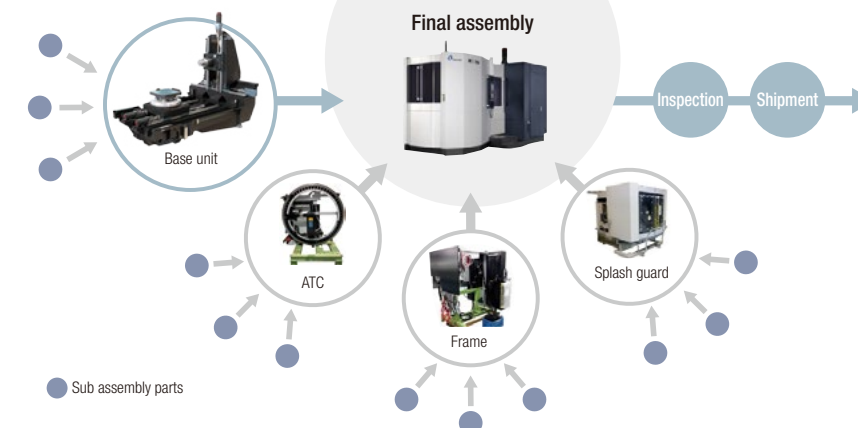 Final assembly
Base unit
Inspection
Shipment
ATC
Splash guard
Frame
Sub assembly parts